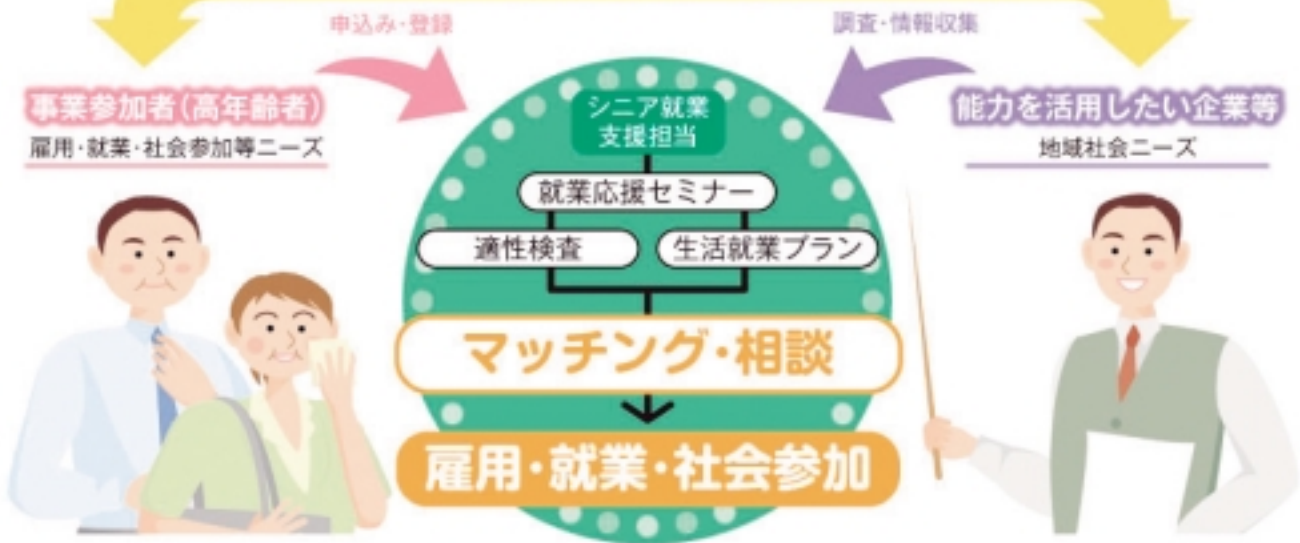 申込み・登録
調査・情報収集
事業参加者(高年齢者)
雇用・就業・社会参加等ニーズ
能力を活用したい企業等
地域社会ニーズ
シニア就業
支援担当
就業応援セミナー
適性検査
生活就業プラン
マッチング・相談
雇用・就業・社会参加